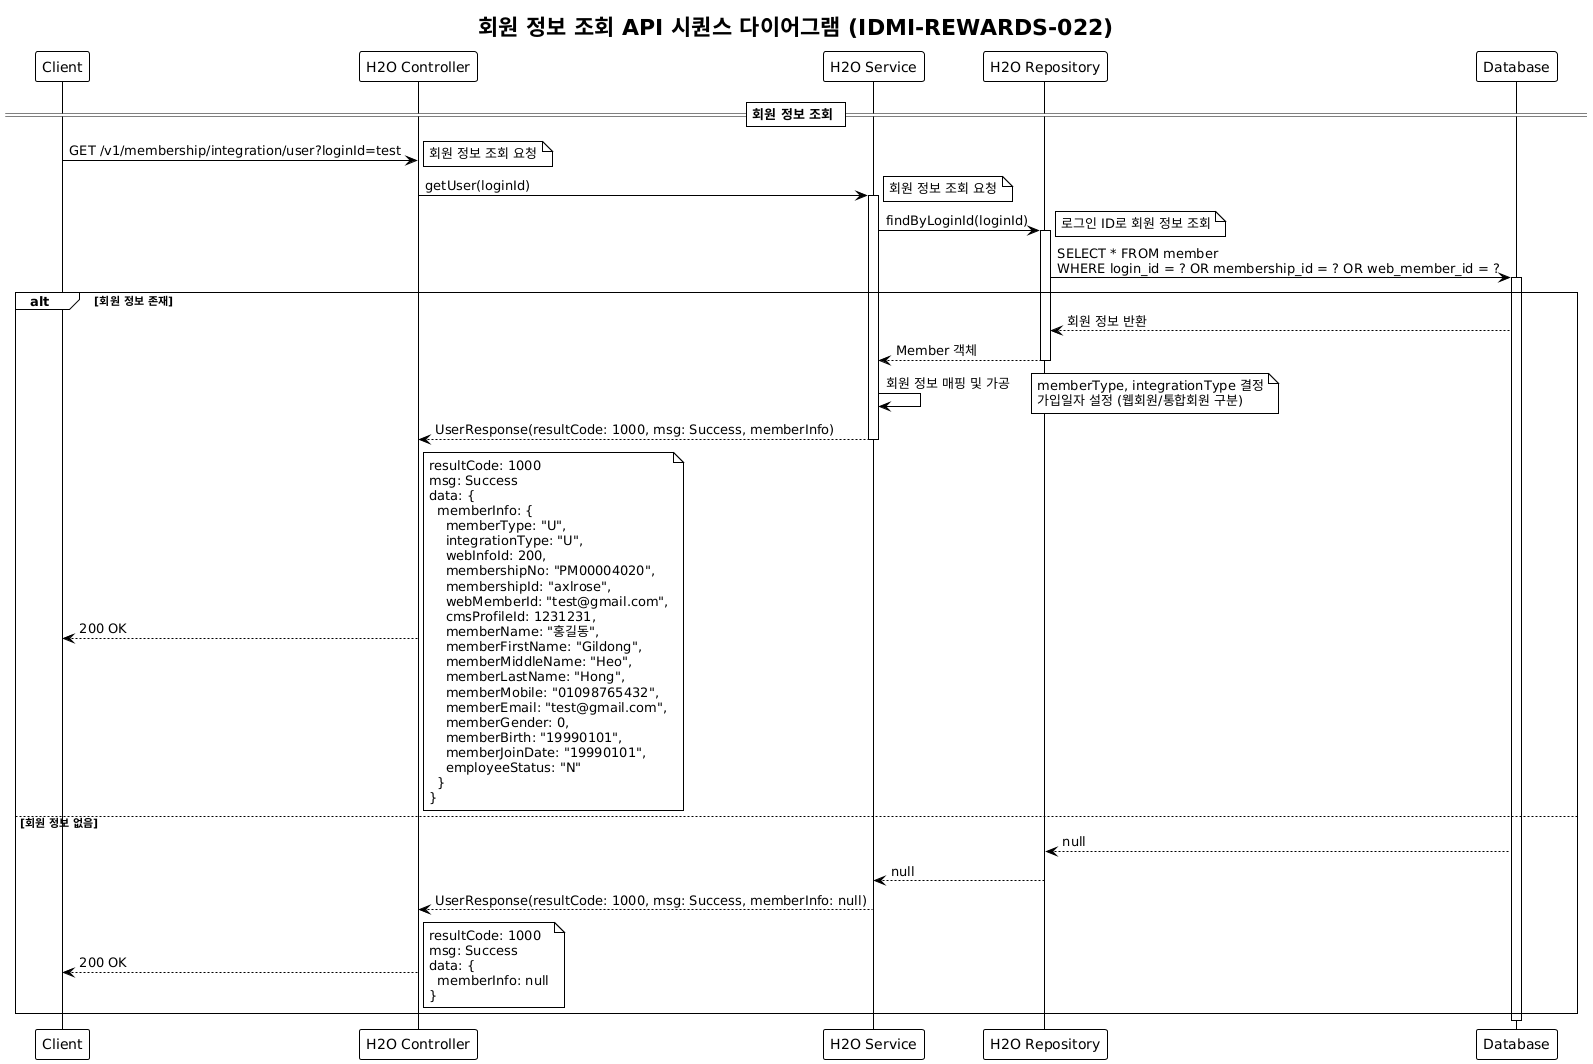 회원 정보 조회 API 시퀀스 다이어그램 (IDMI-REWARDS-022)
Client
H2O Controller
H2O Service
H2O Repository
Database
회원 정보 조회
GET /v1/membership/integration/user?loginId=test
회원 정보 조회 요청
getUser(loginId)
회원 정보 조회 요청
findByLoginId(loginId)
로그인 ID로 회원 정보 조회
SELECT * FROM member
WHERE login_id = ? OR membership_id = ? OR web_member_id = ?
alt
[회원 정보 존재]
회원 정보 반환
Member 객체
회원 정보 매핑 및 가공
memberType, integrationType 결정
가입일자 설정 (웹회원/통합회원 구분)
UserResponse(resultCode: 1000, msg: Success, memberInfo)
200 OK
resultCode: 1000
msg: Success
data: {
memberInfo: {
memberType: "U",
integrationType: "U",
webInfoId: 200,
membershipNo: "PM00004020",
membershipId: "axlrose",
webMemberId: "test@gmail.com",
cmsProfileId: 1231231,
memberName: "홍길동",
memberFirstName: "Gildong",
memberMiddleName: "Heo",
memberLastName: "Hong",
memberMobile: "01098765432",
memberEmail: "test@gmail.com",
memberGender: 0,
memberBirth: "19990101",
memberJoinDate: "19990101",
employeeStatus: "N"
}
}
[회원 정보 없음]
null
null
UserResponse(resultCode: 1000, msg: Success, memberInfo: null)
200 OK
resultCode: 1000
msg: Success
data: {
memberInfo: null
}
Client
H2O Controller
H2O Service
H2O Repository
Database